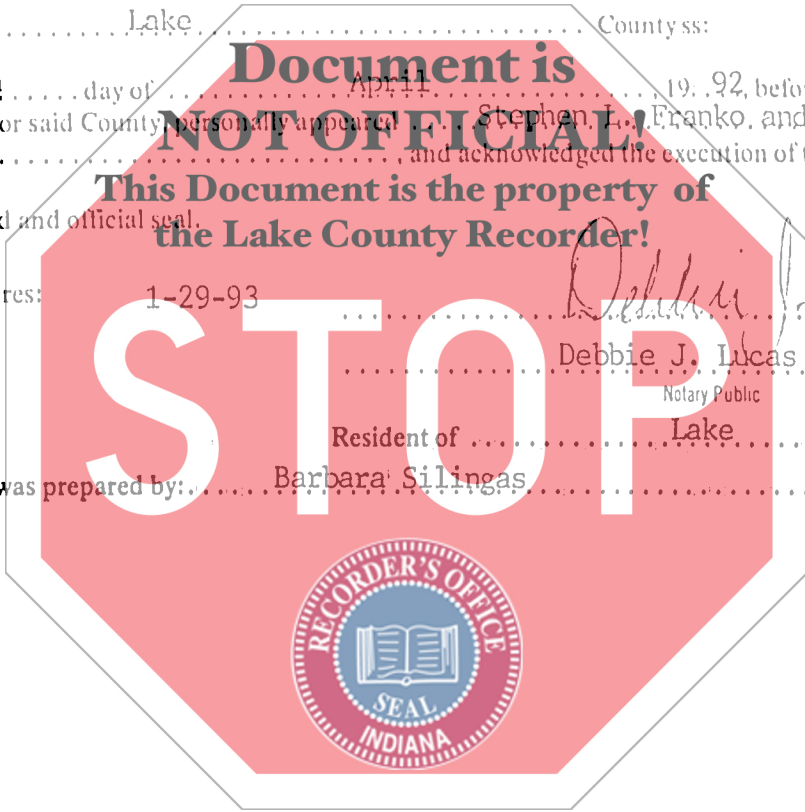 Lake County ss:
day of April 19 92, befor
or said County, personally appeared Stephen L. Franko and
and acknowledged the execution of t
d and official seal.
res: 1-29-93
Debbie J.
Debbie J. Lucas
Notary Public
Resident of Lake
was prepared by: Barbara Silingas
Document is
NOT OFFICIAL!
This Document is the property of
the Lake County Recorder!
STOP
RECORDER'S OFFICE
SEAL
INDIANA